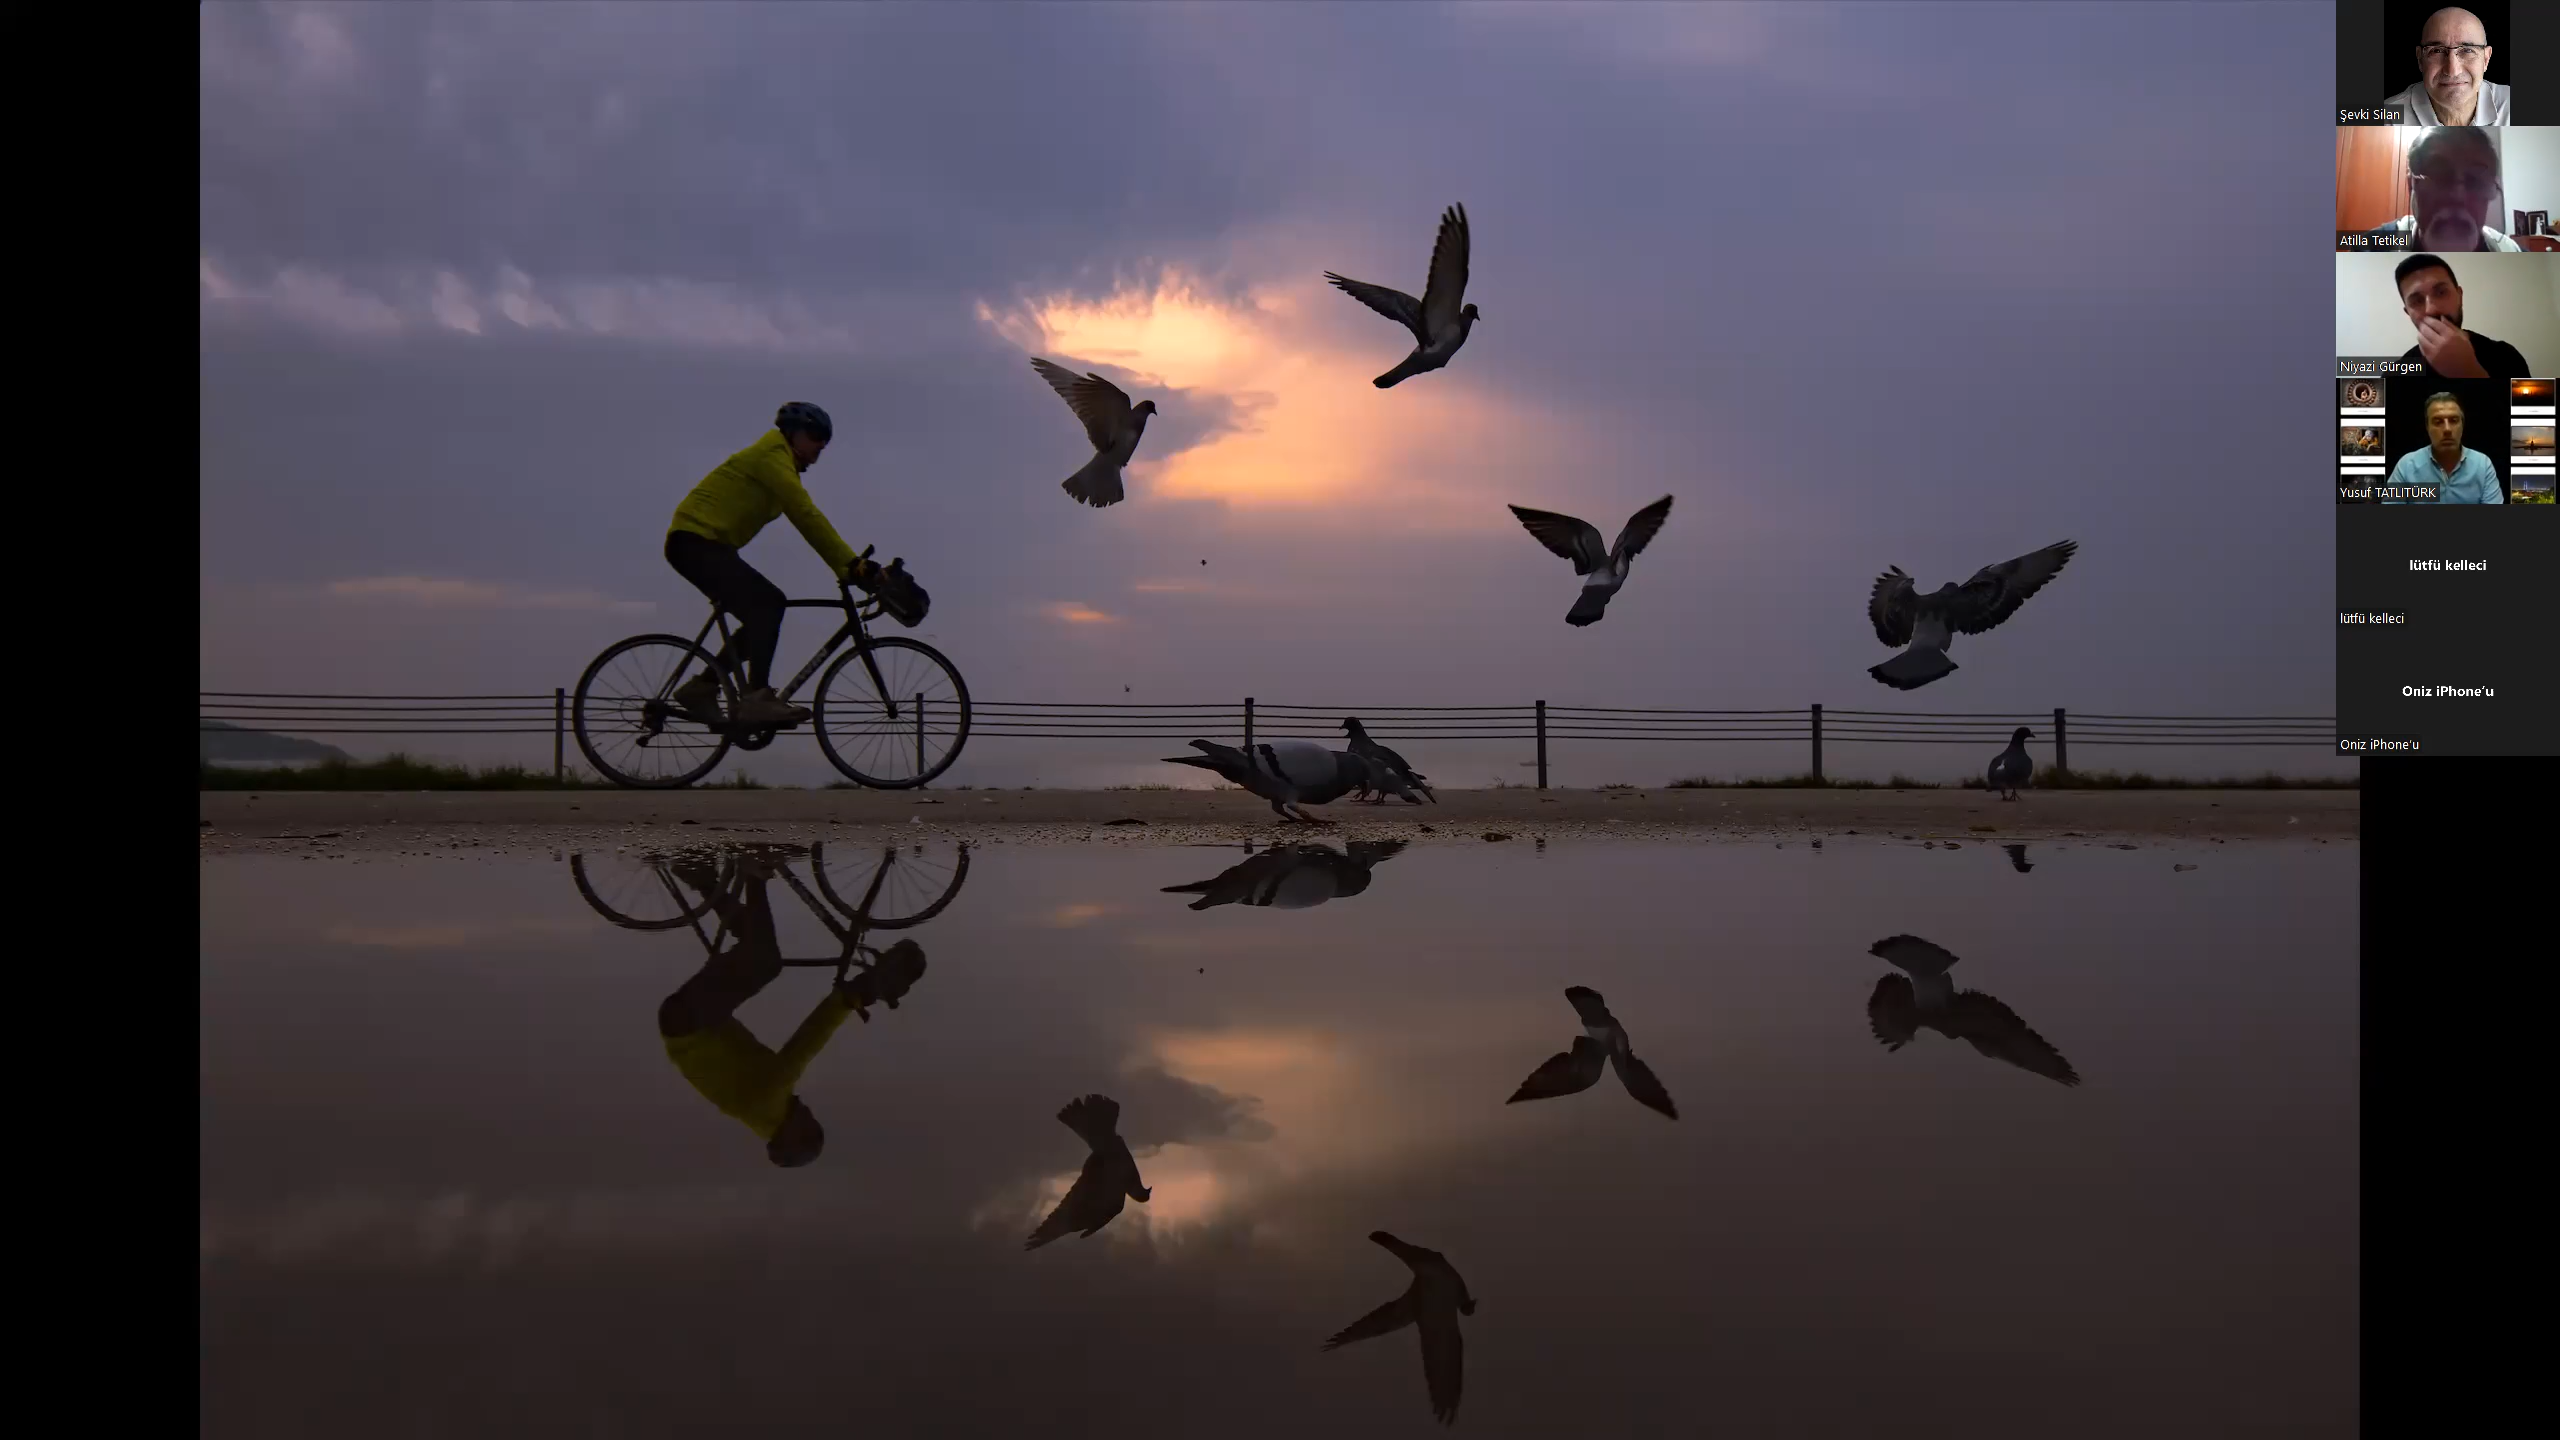 Şevki Silan
Atilla Tetikel
Niyazi Gürgen
Yusuf TATLITÜRK
lütfü kelleci
lütfü kelleci
Oniz iPhone'u
Oniz iPhone'u